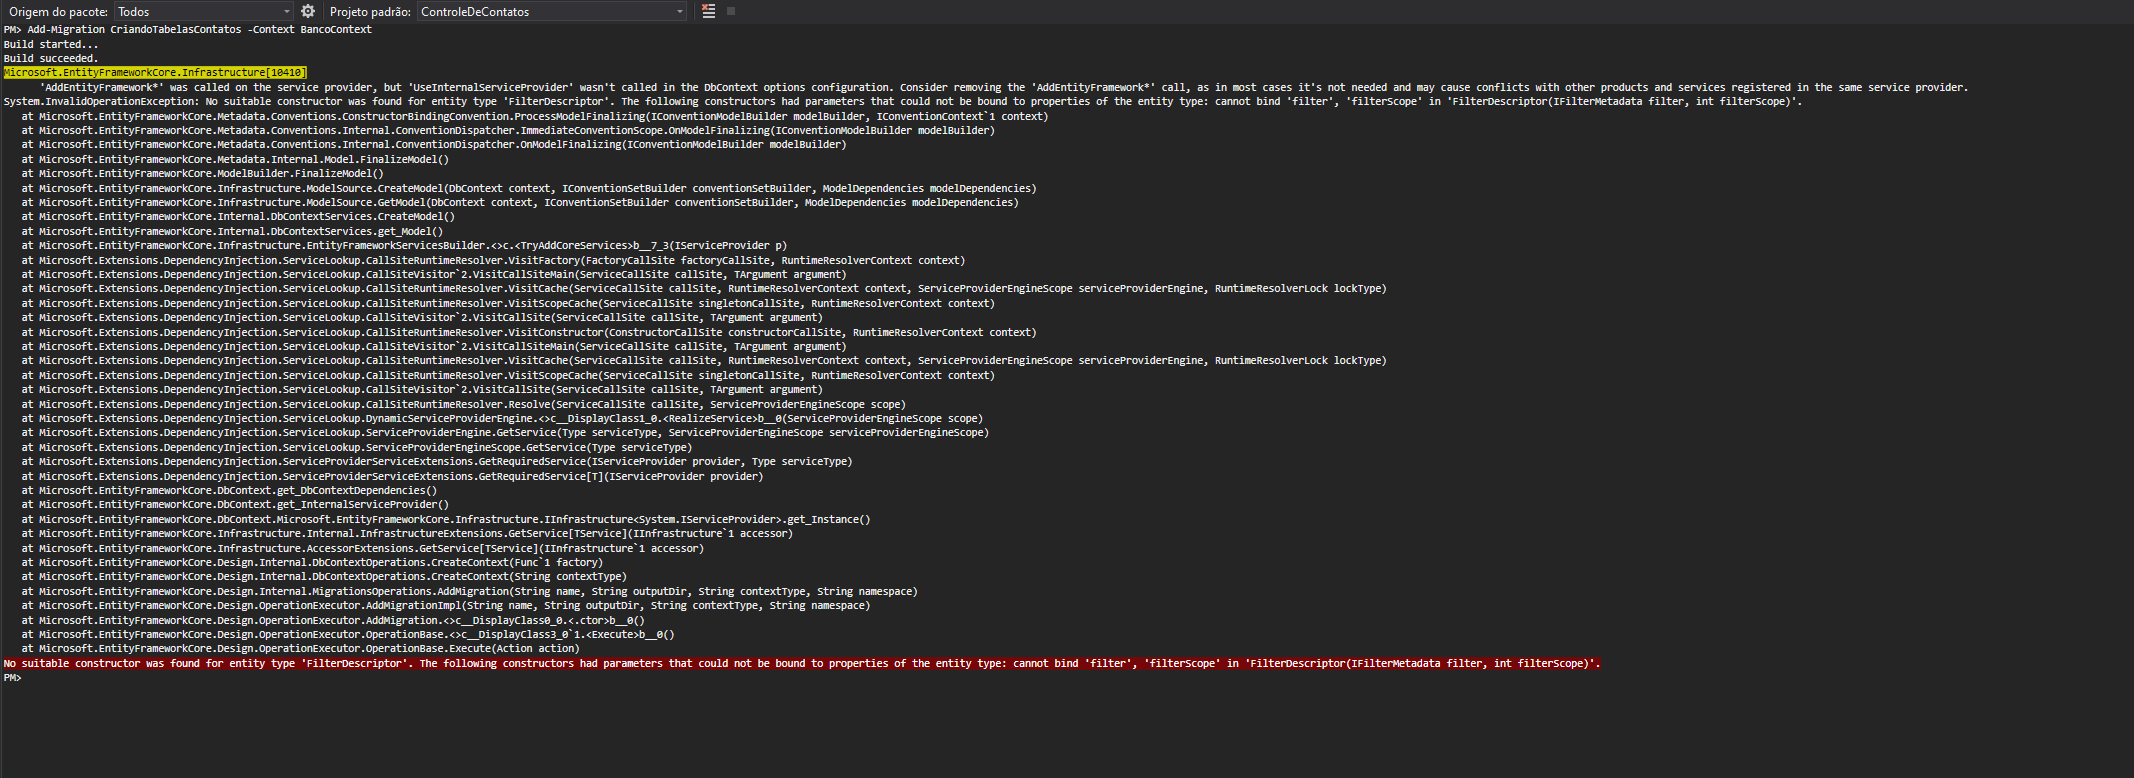 Origem do pacote: Todos Projeto padrão: ControleDeContatos
PM> Add-Migration CriandoTabelasContatos -Context BancoContext
Build started...
Build succeeded.
Microsoft.EntityFrameworkCore.Infrastructure[10410]
'AddEntityFramework*' was called on the service provider, but 'UseInternalServiceProvider' wasn't called in the DbContext options configuration. Consider removing the 'AddEntityFramework*' call, as in most cases it's not needed and may cause conflicts with other products and services registered in the same service provider.
System.InvalidOperationException: No suitable constructor was found for entity type 'FilterDescriptor'. The following constructors had parameters that could not be bound to properties of the entity type: cannot bind 'filter', 'filterScope' in 'FilterDescriptor(IFilterMetadata filter, int filterScope)'.
at Microsoft.EntityFrameworkCore.Metadata.Conventions.ConstructorBindingConvention.ProcessModelFinalizing(IConventionModelBuilder modelBuilder, IConventionContext`1 context)
at Microsoft.EntityFrameworkCore.Metadata.Conventions.Internal.ConventionDispatcher.ImmediateConventionScope.OnModelFinalizing(IConventionModelBuilder modelBuilder)
at Microsoft.EntityFrameworkCore.Metadata.Conventions.Internal.ConventionDispatcher.OnModelFinalizing(IConventionModelBuilder modelBuilder)
at Microsoft.EntityFrameworkCore.Metadata.Internal.Model.FinalizeModel()
at Microsoft.EntityFrameworkCore.ModelBuilder.FinalizeModel()
at Microsoft.EntityFrameworkCore.Infrastructure.ModelSource.CreateModel(DbContext context, IConventionSetBuilder conventionSetBuilder, ModelDependencies modelDependencies)
at Microsoft.EntityFrameworkCore.Infrastructure.ModelSource.GetModel(DbContext context, IConventionSetBuilder conventionSetBuilder, ModelDependencies modelDependencies)
at Microsoft.EntityFrameworkCore.Internal.DbContextServices.CreateModel()
at Microsoft.EntityFrameworkCore.Internal.DbContextServices.get_Model()
at Microsoft.EntityFrameworkCore.Infrastructure.EntityFrameworkServicesBuilder.<>c.<TryAddCoreServices>b__7_3(IServiceProvider p)
at Microsoft.Extensions.DependencyInjection.ServiceLookup.CallSiteRuntimeResolver.VisitFactory(FactoryCallSite factoryCallSite, RuntimeResolverContext context)
at Microsoft.Extensions.DependencyInjection.ServiceLookup.CallSiteVisitor`2.VisitCallSiteMain(ServiceCallSite callSite, TArgument argument)
at Microsoft.Extensions.DependencyInjection.ServiceLookup.CallSiteRuntimeResolver.VisitCache(ServiceCallSite callSite, RuntimeResolverContext context, ServiceProviderEngineScope serviceProviderEngine, RuntimeResolverLock lockType)
at Microsoft.Extensions.DependencyInjection.ServiceLookup.CallSiteRuntimeResolver.VisitScopeCache(ServiceCallSite singletonCallSite, RuntimeResolverContext context)
at Microsoft.Extensions.DependencyInjection.ServiceLookup.CallSiteVisitor`2.VisitCallSite(ServiceCallSite callSite, TArgument argument)
at Microsoft.Extensions.DependencyInjection.ServiceLookup.CallSiteRuntimeResolver.VisitConstructor(ConstructorCallSite constructorCallSite, RuntimeResolverContext context)
at Microsoft.Extensions.DependencyInjection.ServiceLookup.CallSiteVisitor`2.VisitCallSiteMain(ServiceCallSite callSite, TArgument argument)
at Microsoft.Extensions.DependencyInjection.ServiceLookup.CallSiteRuntimeResolver.VisitCache(ServiceCallSite callSite, RuntimeResolverContext context, ServiceProviderEngineScope serviceProviderEngine, RuntimeResolverLock lockType)
at Microsoft.Extensions.DependencyInjection.ServiceLookup.CallSiteRuntimeResolver.VisitScopeCache(ServiceCallSite singletonCallSite, RuntimeResolverContext context)
at Microsoft.Extensions.DependencyInjection.ServiceLookup.CallSiteVisitor`2.VisitCallSite(ServiceCallSite callSite, TArgument argument)
at Microsoft.Extensions.DependencyInjection.ServiceLookup.CallSiteRuntimeResolver.Resolve(ServiceCallSite callSite, ServiceProviderEngineScope scope)
at Microsoft.Extensions.DependencyInjection.ServiceLookup.DynamicServiceProviderEngine.<>c__DisplayClass1_0.<RealizeService>b__0(ServiceProviderEngineScope scope)
at Microsoft.Extensions.DependencyInjection.ServiceLookup.ServiceProviderEngine.GetService(Type serviceType, ServiceProviderEngineScope serviceProviderEngineScope)
at Microsoft.Extensions.DependencyInjection.ServiceLookup.ServiceProviderEngineScope.GetService(Type serviceType)
at Microsoft.Extensions.DependencyInjection.ServiceProviderServiceExtensions.GetRequiredService(IServiceProvider provider, Type serviceType)
at Microsoft.Extensions.DependencyInjection.ServiceProviderServiceExtensions.GetRequiredService[T](IServiceProvider provider)
at Microsoft.EntityFrameworkCore.DbContext.get_DbContextDependencies()
at Microsoft.EntityFrameworkCore.DbContext.get_InternalServiceProvider()
at Microsoft.EntityFrameworkCore.DbContext.Microsoft.EntityFrameworkCore.Infrastructure.IInfrastructure<System.IServiceProvider>.get_Instance()
at Microsoft.EntityFrameworkCore.Infrastructure.Internal.InfrastructureExtensions.GetService[TService](IInfrastructure`1 accessor)
at Microsoft.EntityFrameworkCore.Infrastructure.AccessorExtensions.GetService[TService](IInfrastructure`1 accessor)
at Microsoft.EntityFrameworkCore.Design.Internal.DbContextOperations.CreateContext(Func`1 factory)
at Microsoft.EntityFrameworkCore.Design.Internal.DbContextOperations.CreateContext(String contextType)
at Microsoft.EntityFrameworkCore.Design.Internal.MigrationsOperations.AddMigration(String name, String outputDir, String contextType, String namespace)
at Microsoft.EntityFrameworkCore.Design.OperationExecutor.AddMigrationImpl(String name, String outputDir, String contextType, String namespace)
at Microsoft.EntityFrameworkCore.Design.OperationExecutor.AddMigration.<>c__DisplayClass0_0.<.ctor>b__0()
at Microsoft.EntityFrameworkCore.Design.OperationExecutor.OperationBase.<>c__DisplayClass3_0`1.<Execute>b__0()
at Microsoft.EntityFrameworkCore.Design.OperationExecutor.OperationBase.Execute(Action action)
No suitable constructor was found for entity type 'FilterDescriptor'. The following constructors had parameters that could not be bound to properties of the entity type: cannot bind 'filter', 'filterScope' in 'FilterDescriptor(IFilterMetadata filter, int filterScope)'.
PM>